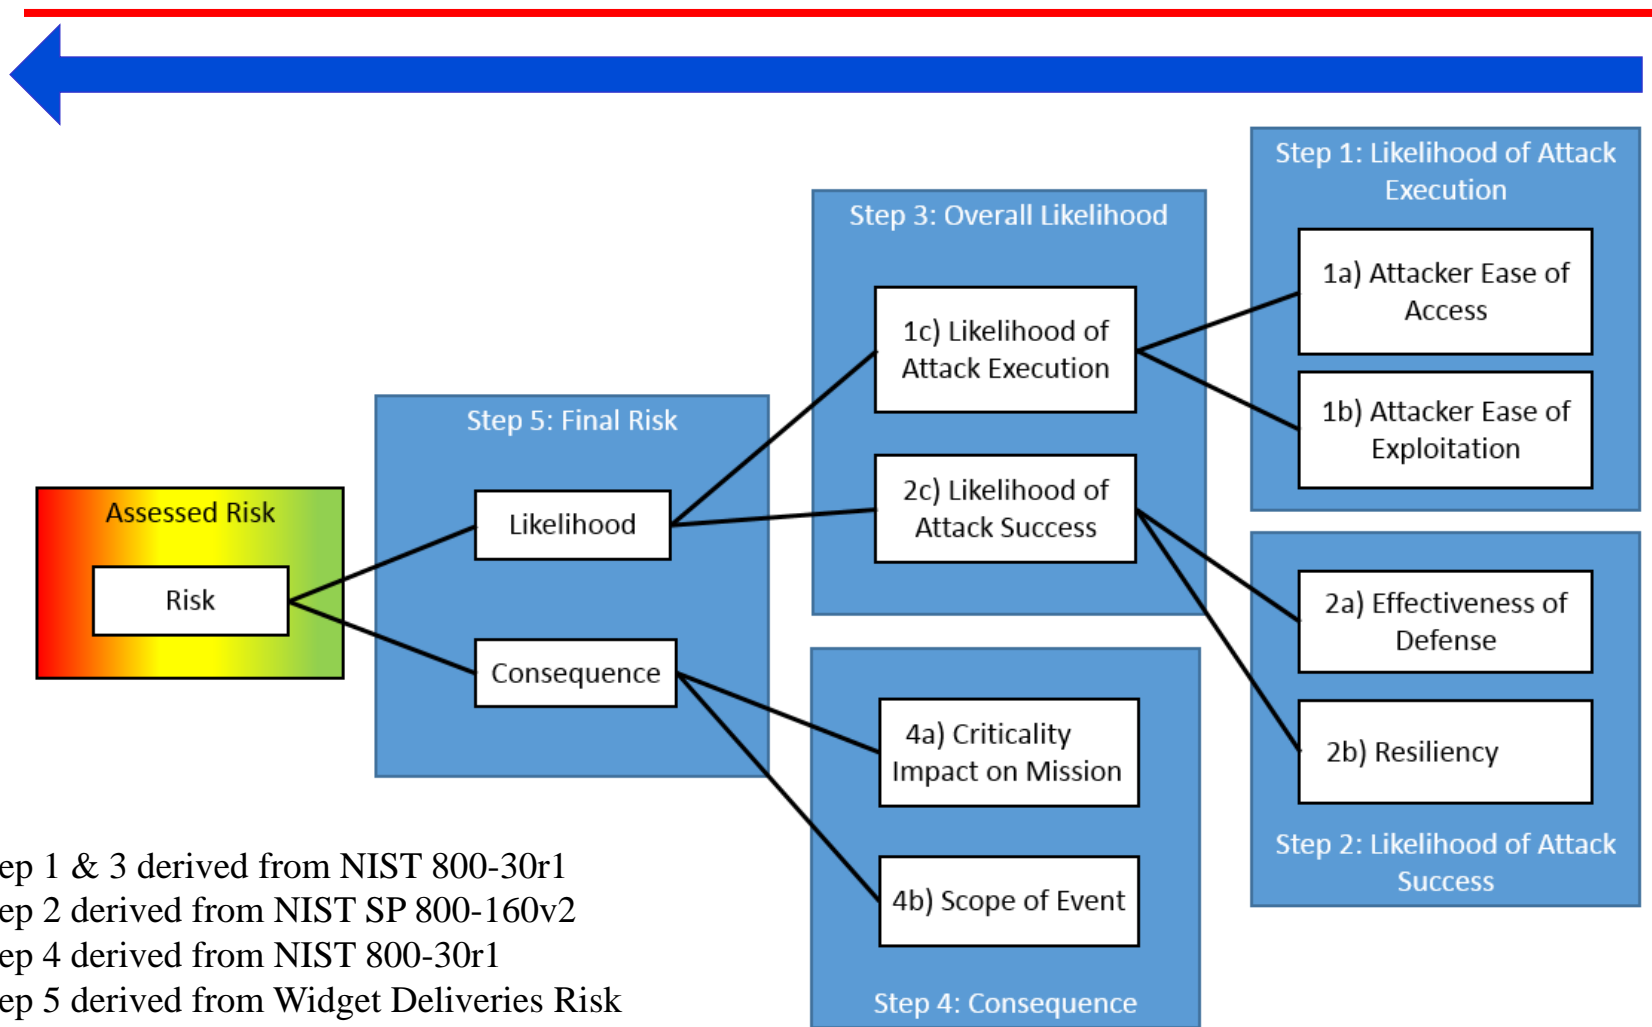 Step 1: Likelihood of Attack
Execution
1a) Attacker Ease of
Access
1b) Attacker Ease of
Exploitation
Step 3: Overall Likelihood
1c) Likelihood of
Attack Execution
2c) Likelihood of
Attack Success
Step 5: Final Risk
Likelihood
Consequence
Assessed Risk
Risk
2a) Effectiveness of
Defense
2b) Resiliency
Step 2: Likelihood of Attack
Success
4a) Criticality
Impact on Mission
4b) Scope of Event
Step 4: Consequence
ep 1 & 3 derived from NIST 800-30r1
ep 2 derived from NIST SP 800-160v2
ep 4 derived from NIST 800-30r1
ep 5 derived from Widget Deliveries Risk